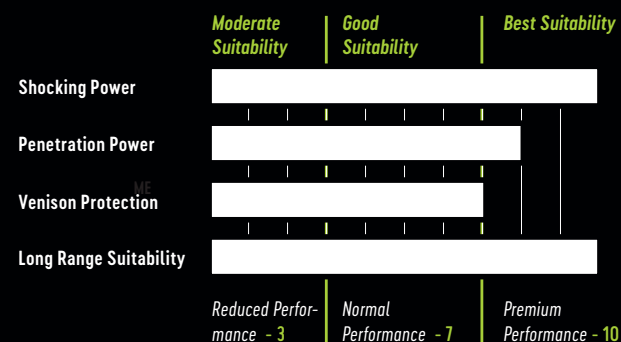 Moderate
Suitability
Good
Suitability
Best Suitability
Shocking Power
Penetration Power
ME
Venison Protection
Long Range Suitability
Reduced Perfor-
mance - 3
Normal
Performance - 7
Premium
Performance - 10